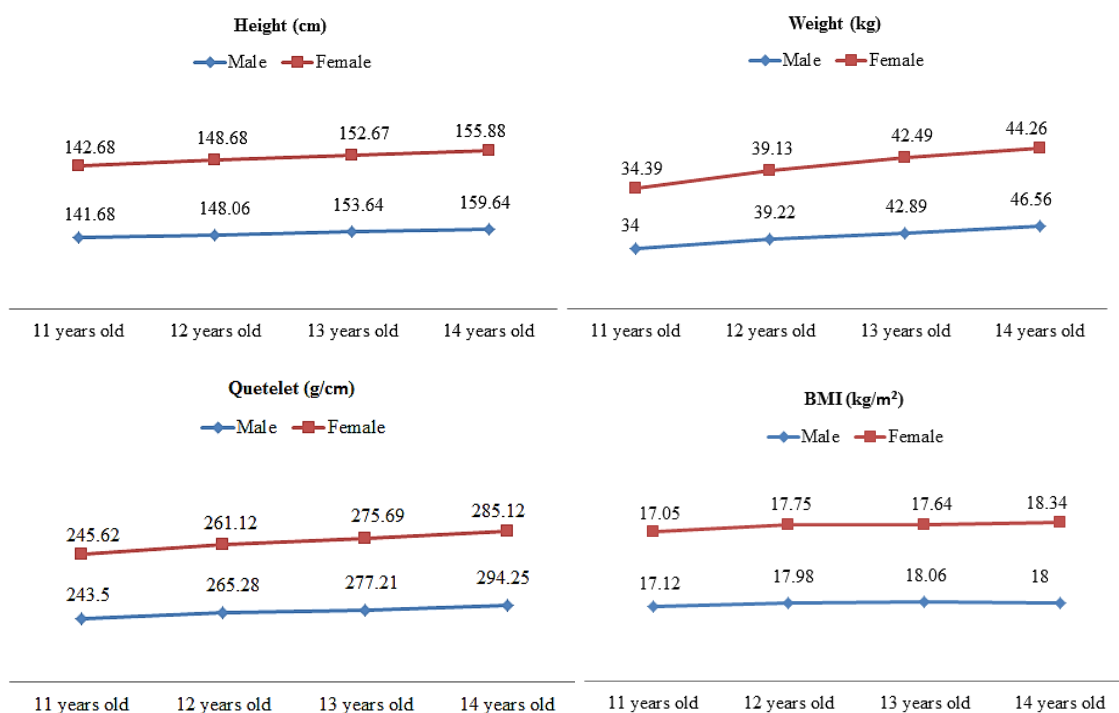 Height (cm)
Male Female
142.68 148.68 152.67 155.88
141.68 148.06 153.64 159.64
11 years old 12 years old 13 years old 14 years old
Weight (kg)
Male Female
34.39 39.13 42.49 44.26
34 39.22 42.89 46.56
11 years old 12 years old 13 years old 14 years old
Quetelet (g/cm)
Male Female
245.62 261.12 275.69 285.12
243.5 265.28 277.21 294.25
11 years old 12 years old 13 years old 14 years old
BMI (kg/m²)
Male Female
17.05 17.75 17.64 18.34
17.12 17.98 18.06 18
11 years old 12 years old 13 years old 14 years old